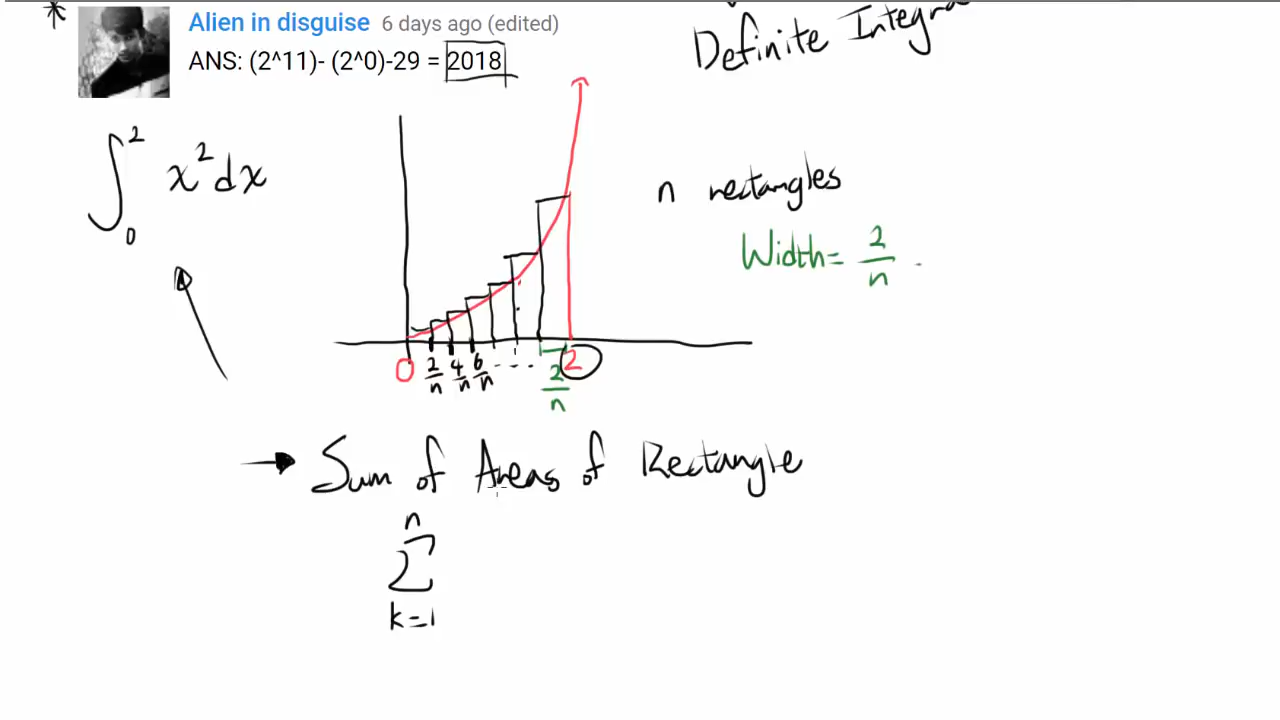 *
Alien in disguise 6 days ago (edited)
ANS: (2^11)- (2^0)-29 = 2018
Definite Integra
∫₀² x² dx
n rectangles
Width = 2/n
0 2/n 4/n 6/n ... 2/n 2
→ Sum of Areas of Rectangle
n
Σ
k=1